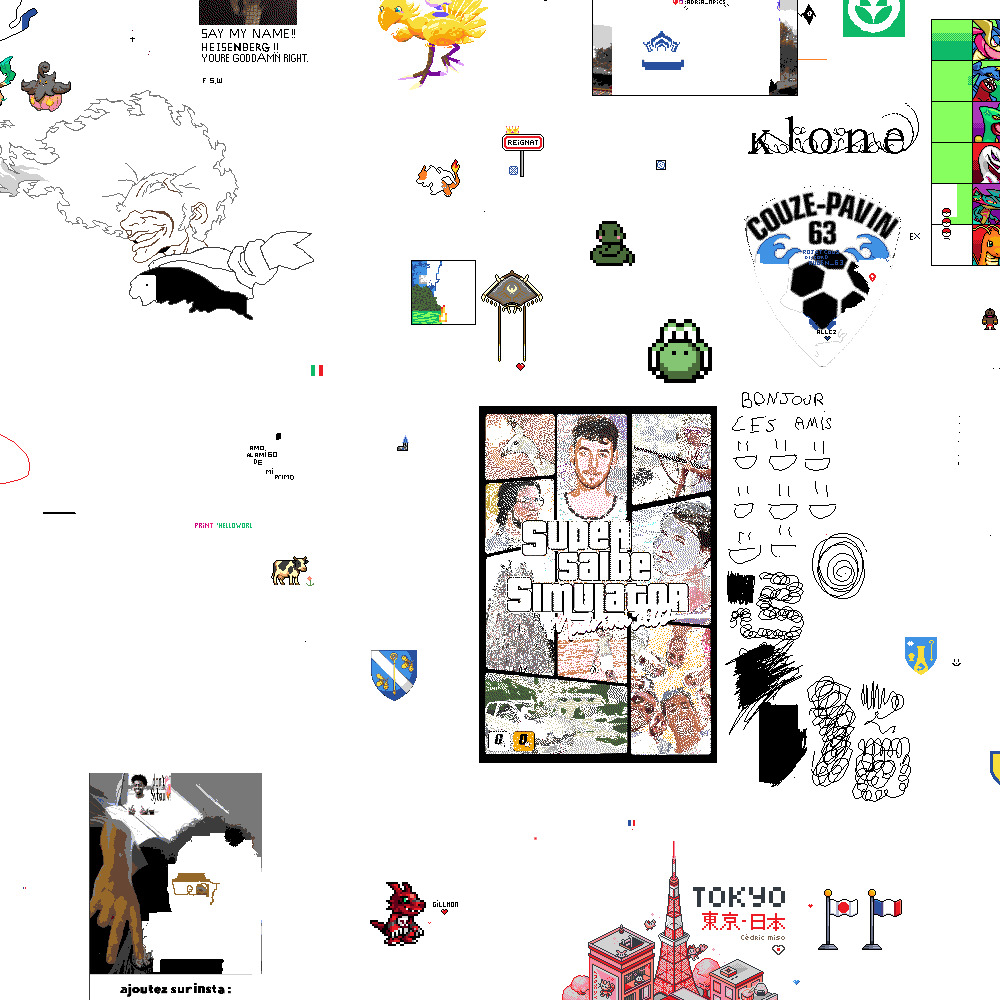 SAY MY NAME!!
HEISENBERG !!
YOURE GODDAMN RIGHT.
F S.W
klone
REIGNAT
COUZE-PAVIN
63
EX
ALLEZ
BONJOUR
LES AMIS
AMO,
AL AMIGO
DE
MI
PRIMO
PRINT "HELLOWORL
SUPER
saibe
SIMULATOR
GILLMON
TOKYO
東京-日本
Cédric miso
ajoutez sur insta :